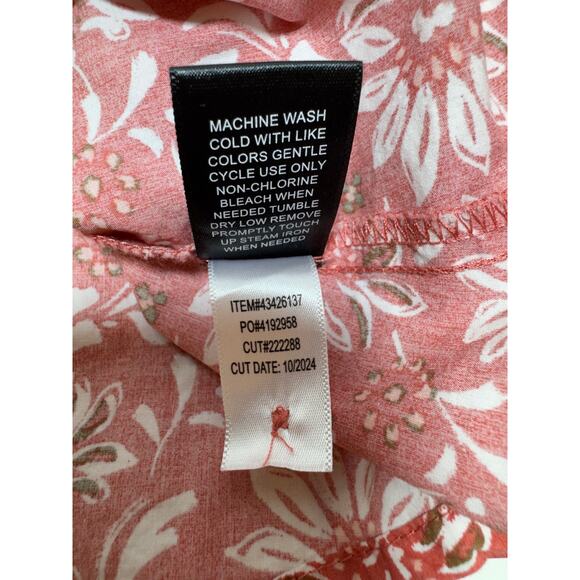 MACHINE WASH
COLD WITH LIKE
COLORS GENTLE
CYCLE USE ONLY
NON-CHLORINE
BLEACH WHEN
NEEDED TUMBLE
DRY LOW REMOVE
PROMPTLY TOUCH
UP STEAM IRON
WHEN NEEDED
ITEM#43426137
PO#4192958
CUT#222288
CUT DATE: 10/2024